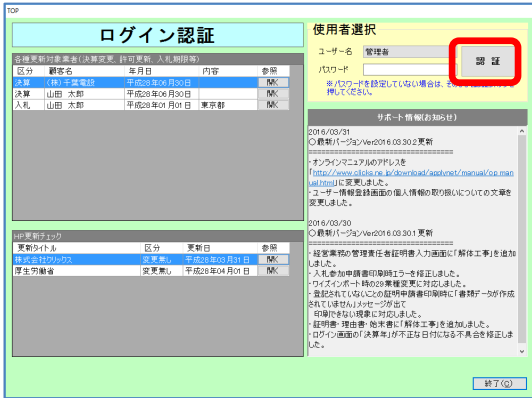 TOP
ログイン認証
各種更新対象業者(決算変更、許可更新、入札期限等)
区分 顧客名 年月日 内容 参照
決算 (株)千葉電設 平成28年06月30日
決算 山田 太郎 平成28年06月30日
入札 山田 太郎 平成28年01月01日 東京都
HP更新チェック
更新タイトル 区分 更新日 参照
株式会社クリックス 変更無し 平成28年03月31日
厚生労働省 変更無し 平成28年04月01日
使用者選択
ユーザー名 管理者
パスワード
認 証
※パスワードを設定していない場合は、
押してください。
サポート情報(お知らせ)
2016/03/31
○最新バージョンVer2016.03.30.2更新
==================================
・オンラインマニュアルのアドレスを
「http://www.clicks.ne.jp/download/applynet/manual/op_man
ual.html」に変更しました。
・ユーザー情報登録画面の個人情報の取り扱いについての文章を
変更しました。
2016/03/30
○最新バージョンVer2016.03.30.1更新
==================================
・経営業務の管理責任者証明書入力画面に「解体工事」を追加
しました。
・入札参加申請書印刷時エラーを修正しました。
・ワイズインポート時の29業種変更に対応しました。
・登記されていないことの証明申請書印刷時に「書類データが作成
されていません」メッセージが出て
印刷できない現象に対応しました。
・証明書・理由書・始末書に「解体工事」を追加しました。
・ログイン画面の「決算年」が不正な日付になる不具合を修正しま
した。
終了(Q)